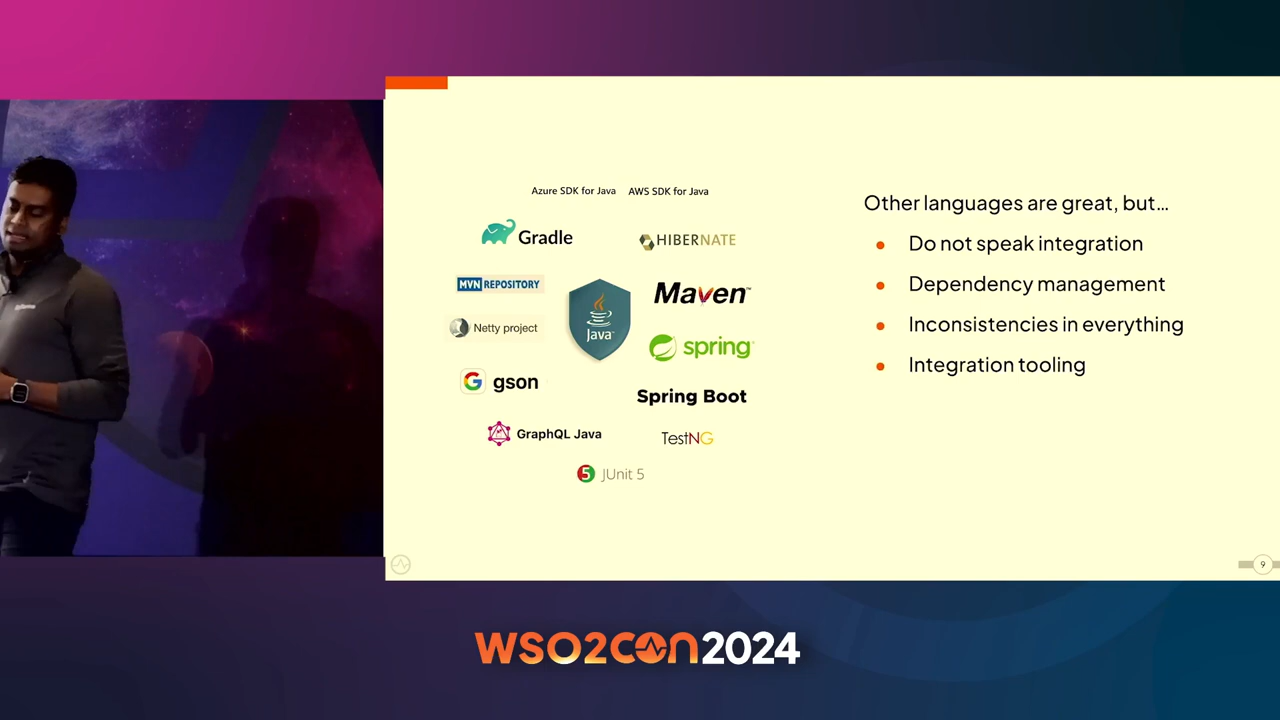 Azure SDK for Java AWS SDK for Java
Gradle HIBERNATE
MVN REPOSITORY Maven™
Netty project Java spring
gson Spring Boot
GraphQL Java TestNG
5 JUnit 5
Other languages are great, but...
• Do not speak integration
• Dependency management
• Inconsistencies in everything
• Integration tooling
9
WSO2CON2024